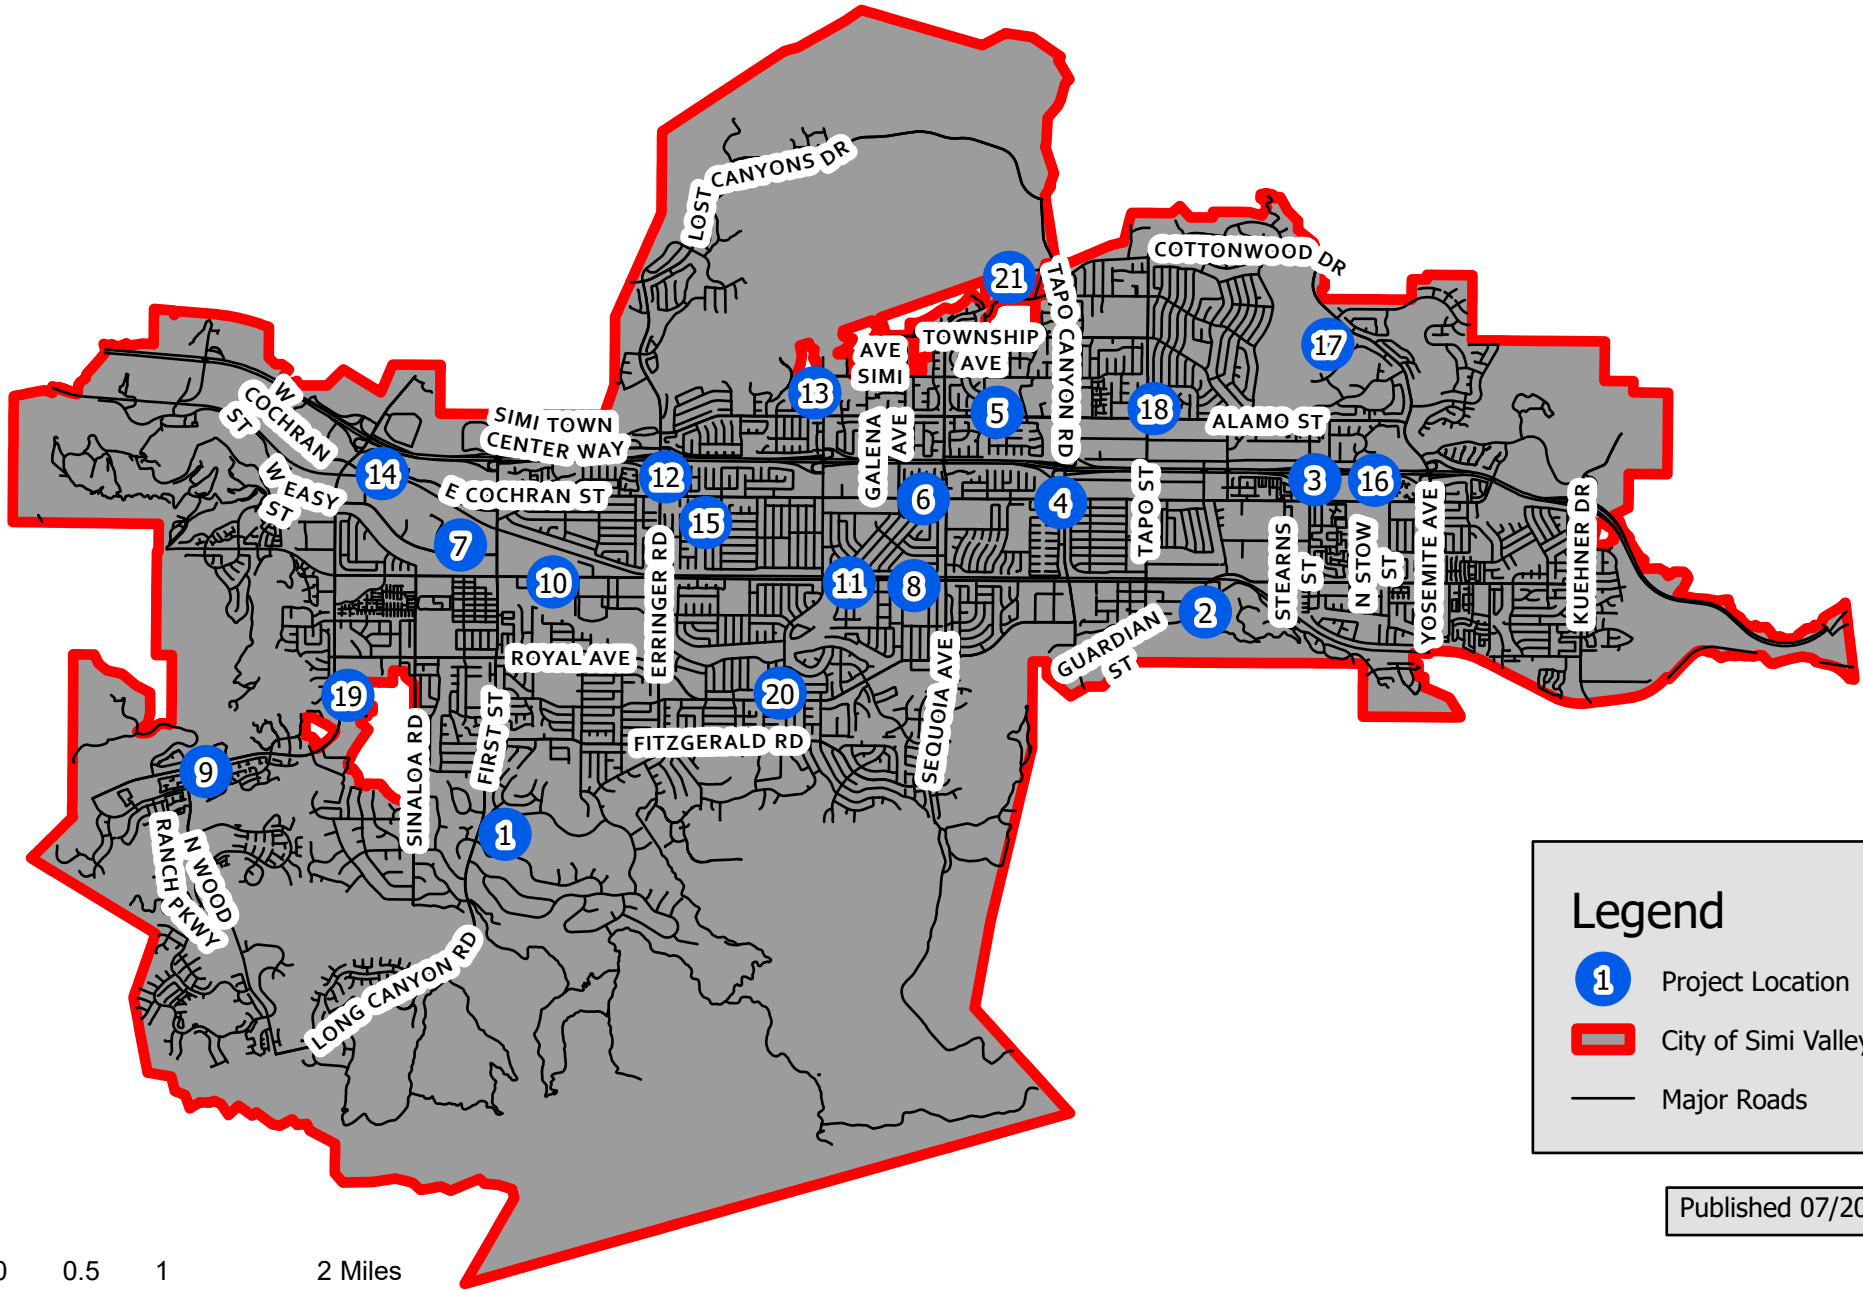 LOST CANYONS DR
COTTONWOOD DR
21
TAPO CANYON RD
TOWNSHIP
AVE
AVE
SIMI
17
13
5
18
ALAMO ST
SIMI TOWN
CENTER WAY
W
COCHRAN
ST
GALENA
AVE
14
12
3
16
W EASY
ST
E COCHRAN ST
6
4
TAPO ST
YOSEMITE AVE
KUEHNER DR
15
7
STEARNS
ST
N STOW
ST
ERRINGER RD
10
11
8
2
GUARDIAN
ST
ROYAL AVE
SEQUOIA AVE
19
20
FIRST ST
SINALOA RD
FITZGERALD RD
9
1
N WOOD
RANCH PKWY
LONG CANYON RD
Legend
1 Project Location
City of Simi Valley
Major Roads
Published 07/20
0 0.5 1 2 Miles